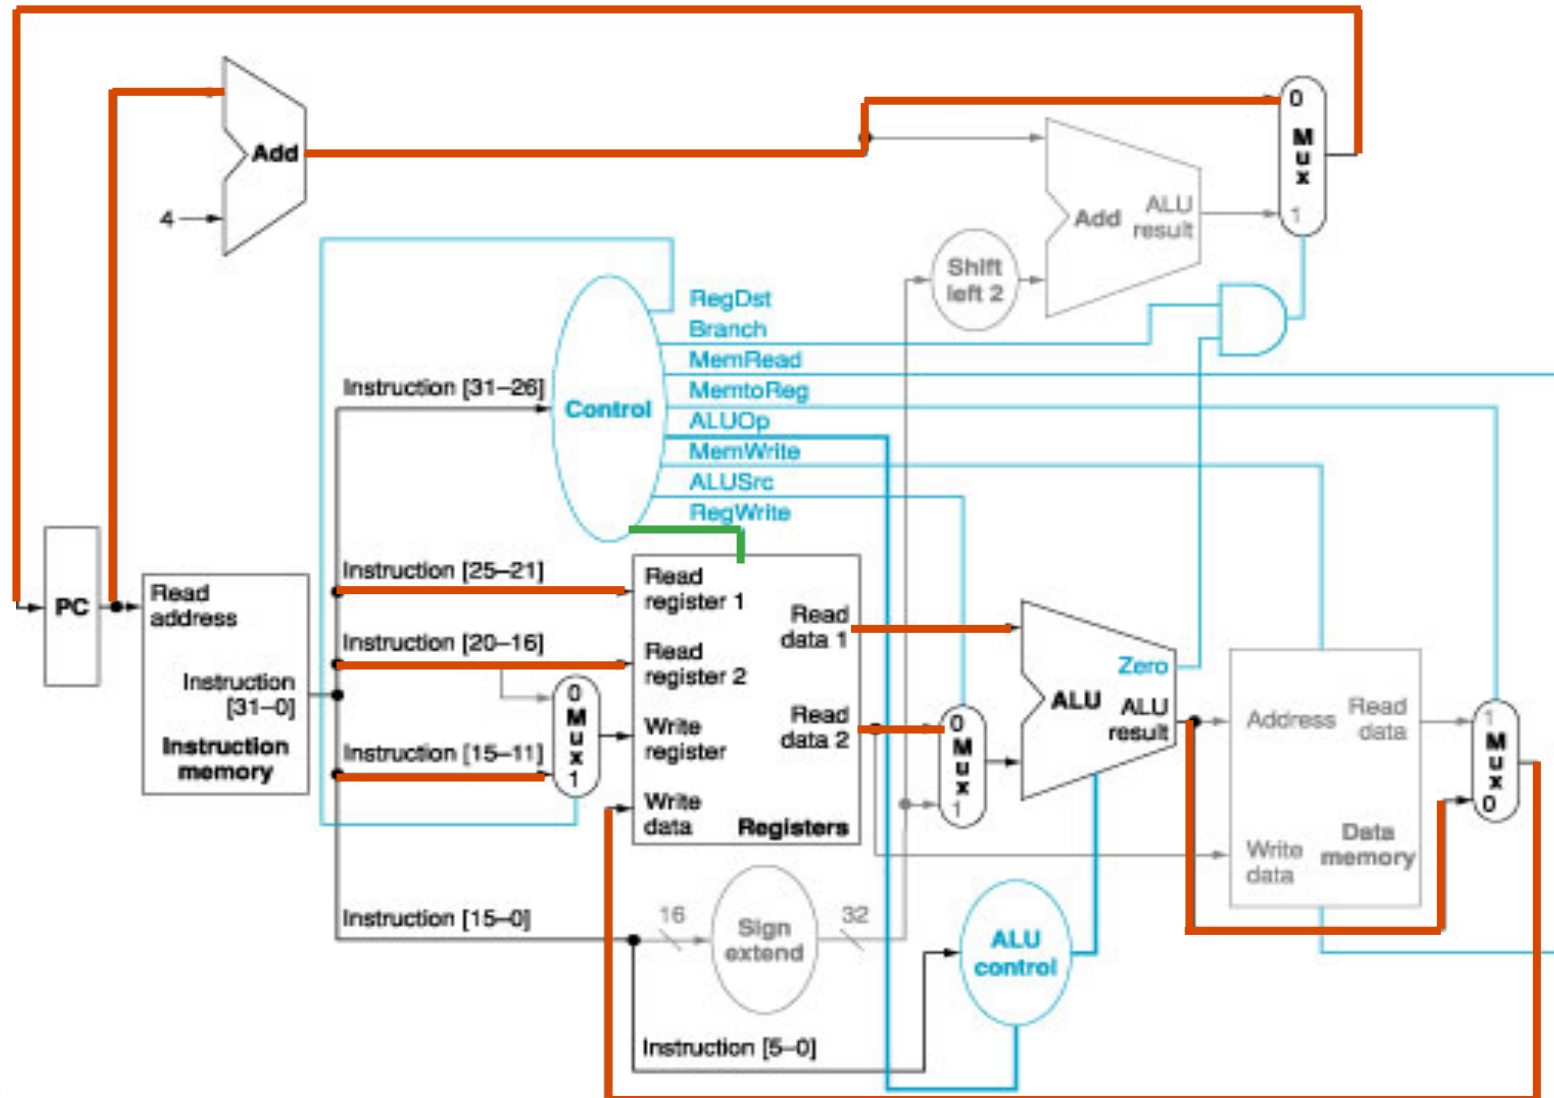 0
M
u
x
1
Add
4
Add
ALU
result
Shift
left 2
RegDst
Branch
MemRead
MemtoReg
ALUOp
MemWrite
ALUSrc
RegWrite
Instruction [31–26]
Control
PC
Read
address
Instruction
[31–0]
Instruction
memory
Instruction [25–21]
Instruction [20–16]
Instruction [15–11]
0
M
u
x
1
Read
register 1
Read
register 2
Write
register
Write
data
Read
data 1
Read
data 2
Registers
0
M
u
x
1
Zero
ALU
ALU
result
Address
Read
data
Write
data
Data
memory
1
M
u
x
0
Instruction [15–0]
16
Sign
extend
32
ALU
control
Instruction [5–0]